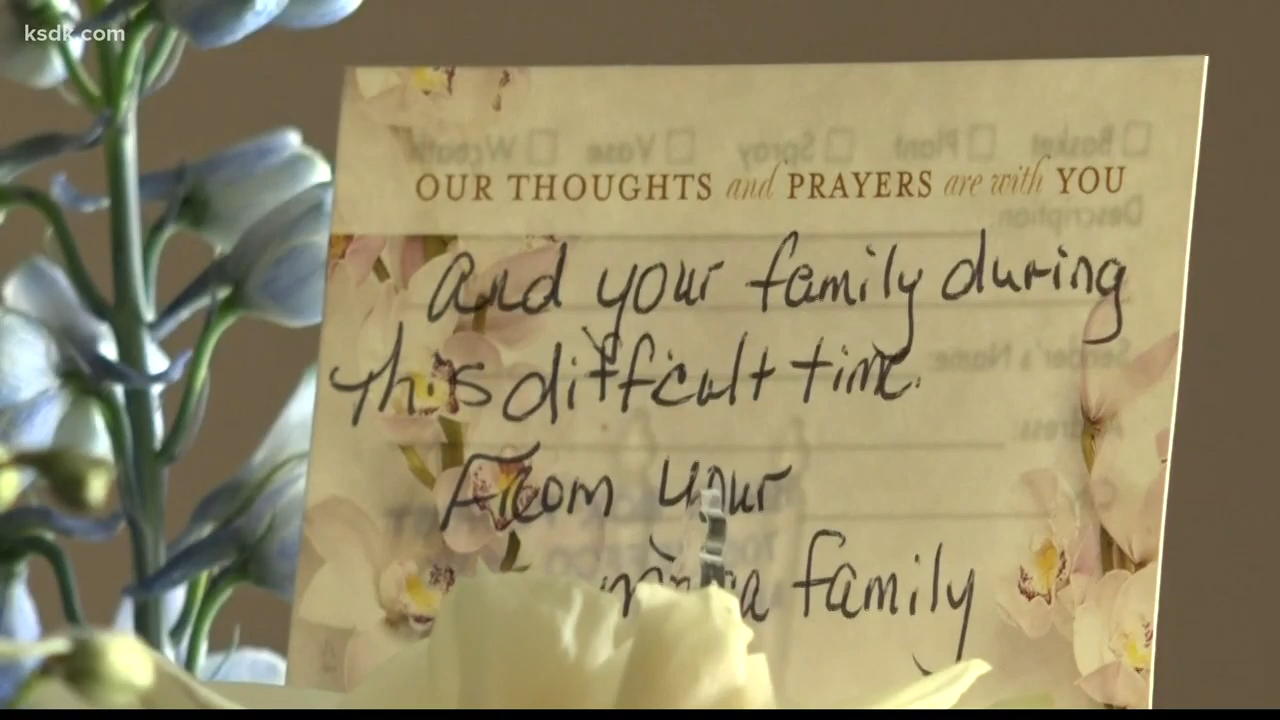 ksdk.com
Basket Plant Spray Vase Wreath
OUR THOUGHTS and PRAYERS are with YOU
Description
and your family during
this difficult time.
Sender's Name:
Address:
From your
family